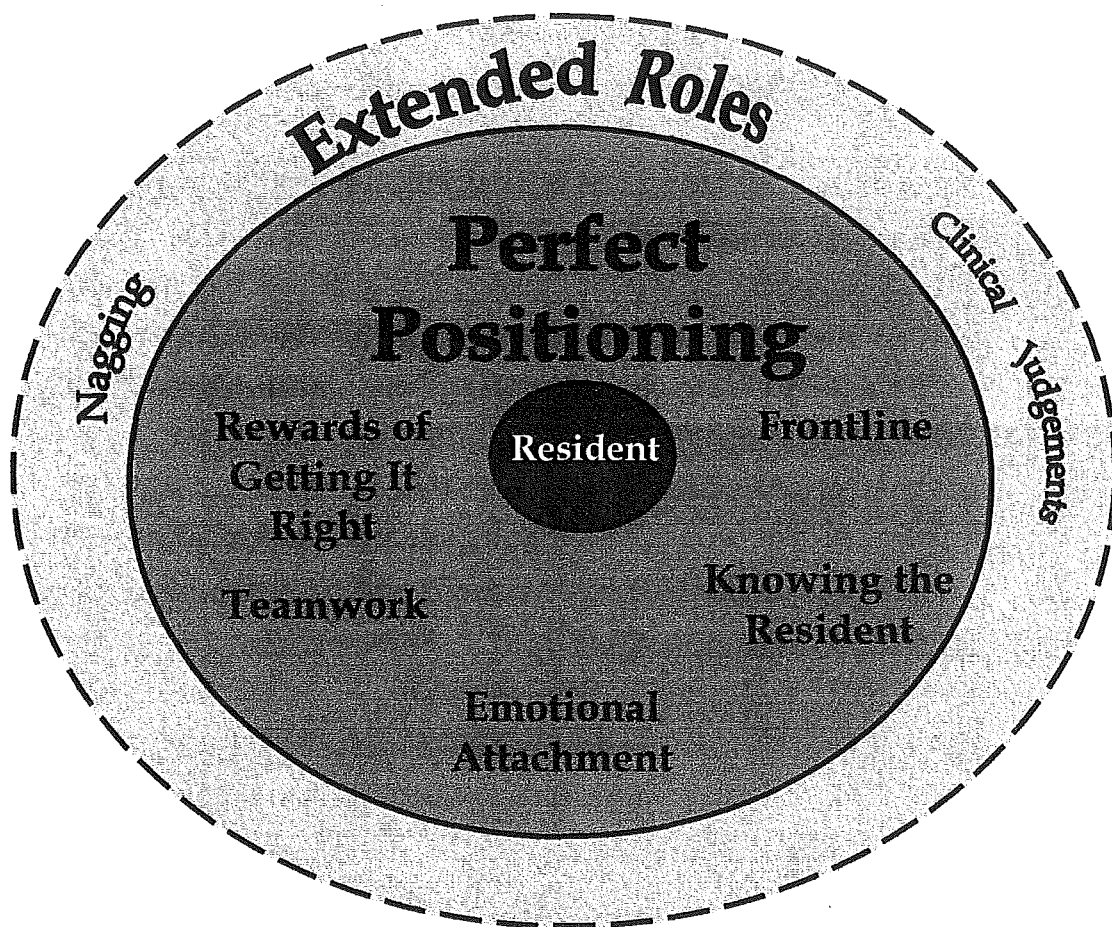 Extended Roles
Nagging
Clinical
Judgements
Perfect
Positioning
Rewards of
Getting It
Right
Resident
Frontline
Teamwork
Knowing the
Resident
Emotional
Attachment